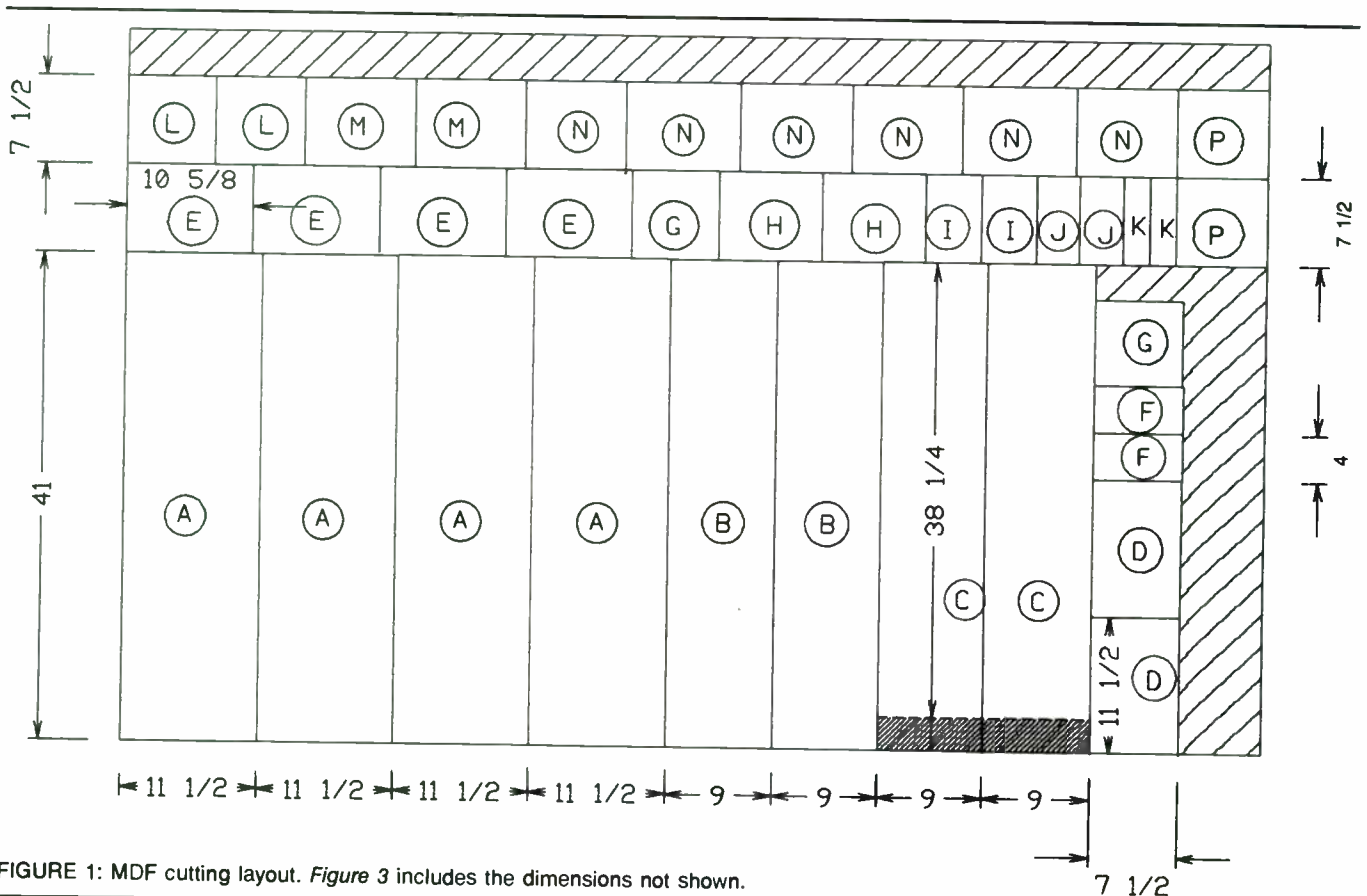 7 1/2
L L M M N N N N N N P
10 5/8
E E E E G H H I I J J K K P
7 1/2
G
F
F
4
38 1/4
41
A A A A B B
D
C C
11 1/2
D
11 1/2 11 1/2 11 1/2 11 1/2 9 9 9 9
7 1/2
FIGURE 1: MDF cutting layout. Figure 3 includes the dimensions not shown.